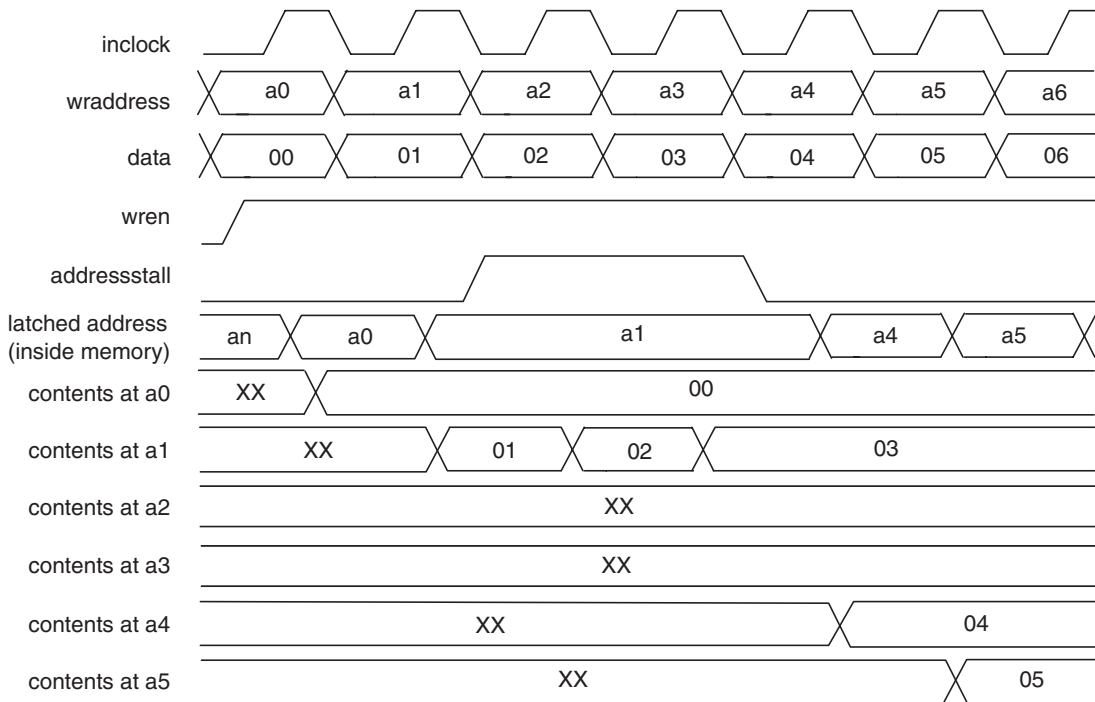 inclock
wraddress a0 a1 a2 a3 a4 a5 a6
data 00 01 02 03 04 05 06
wren
addressstall
latched address
(inside memory) an a0 a1 a4 a5
contents at a0 XX 00
contents at a1 XX 01 02 03
contents at a2 XX
contents at a3 XX
contents at a4 XX 04
contents at a5 XX 05